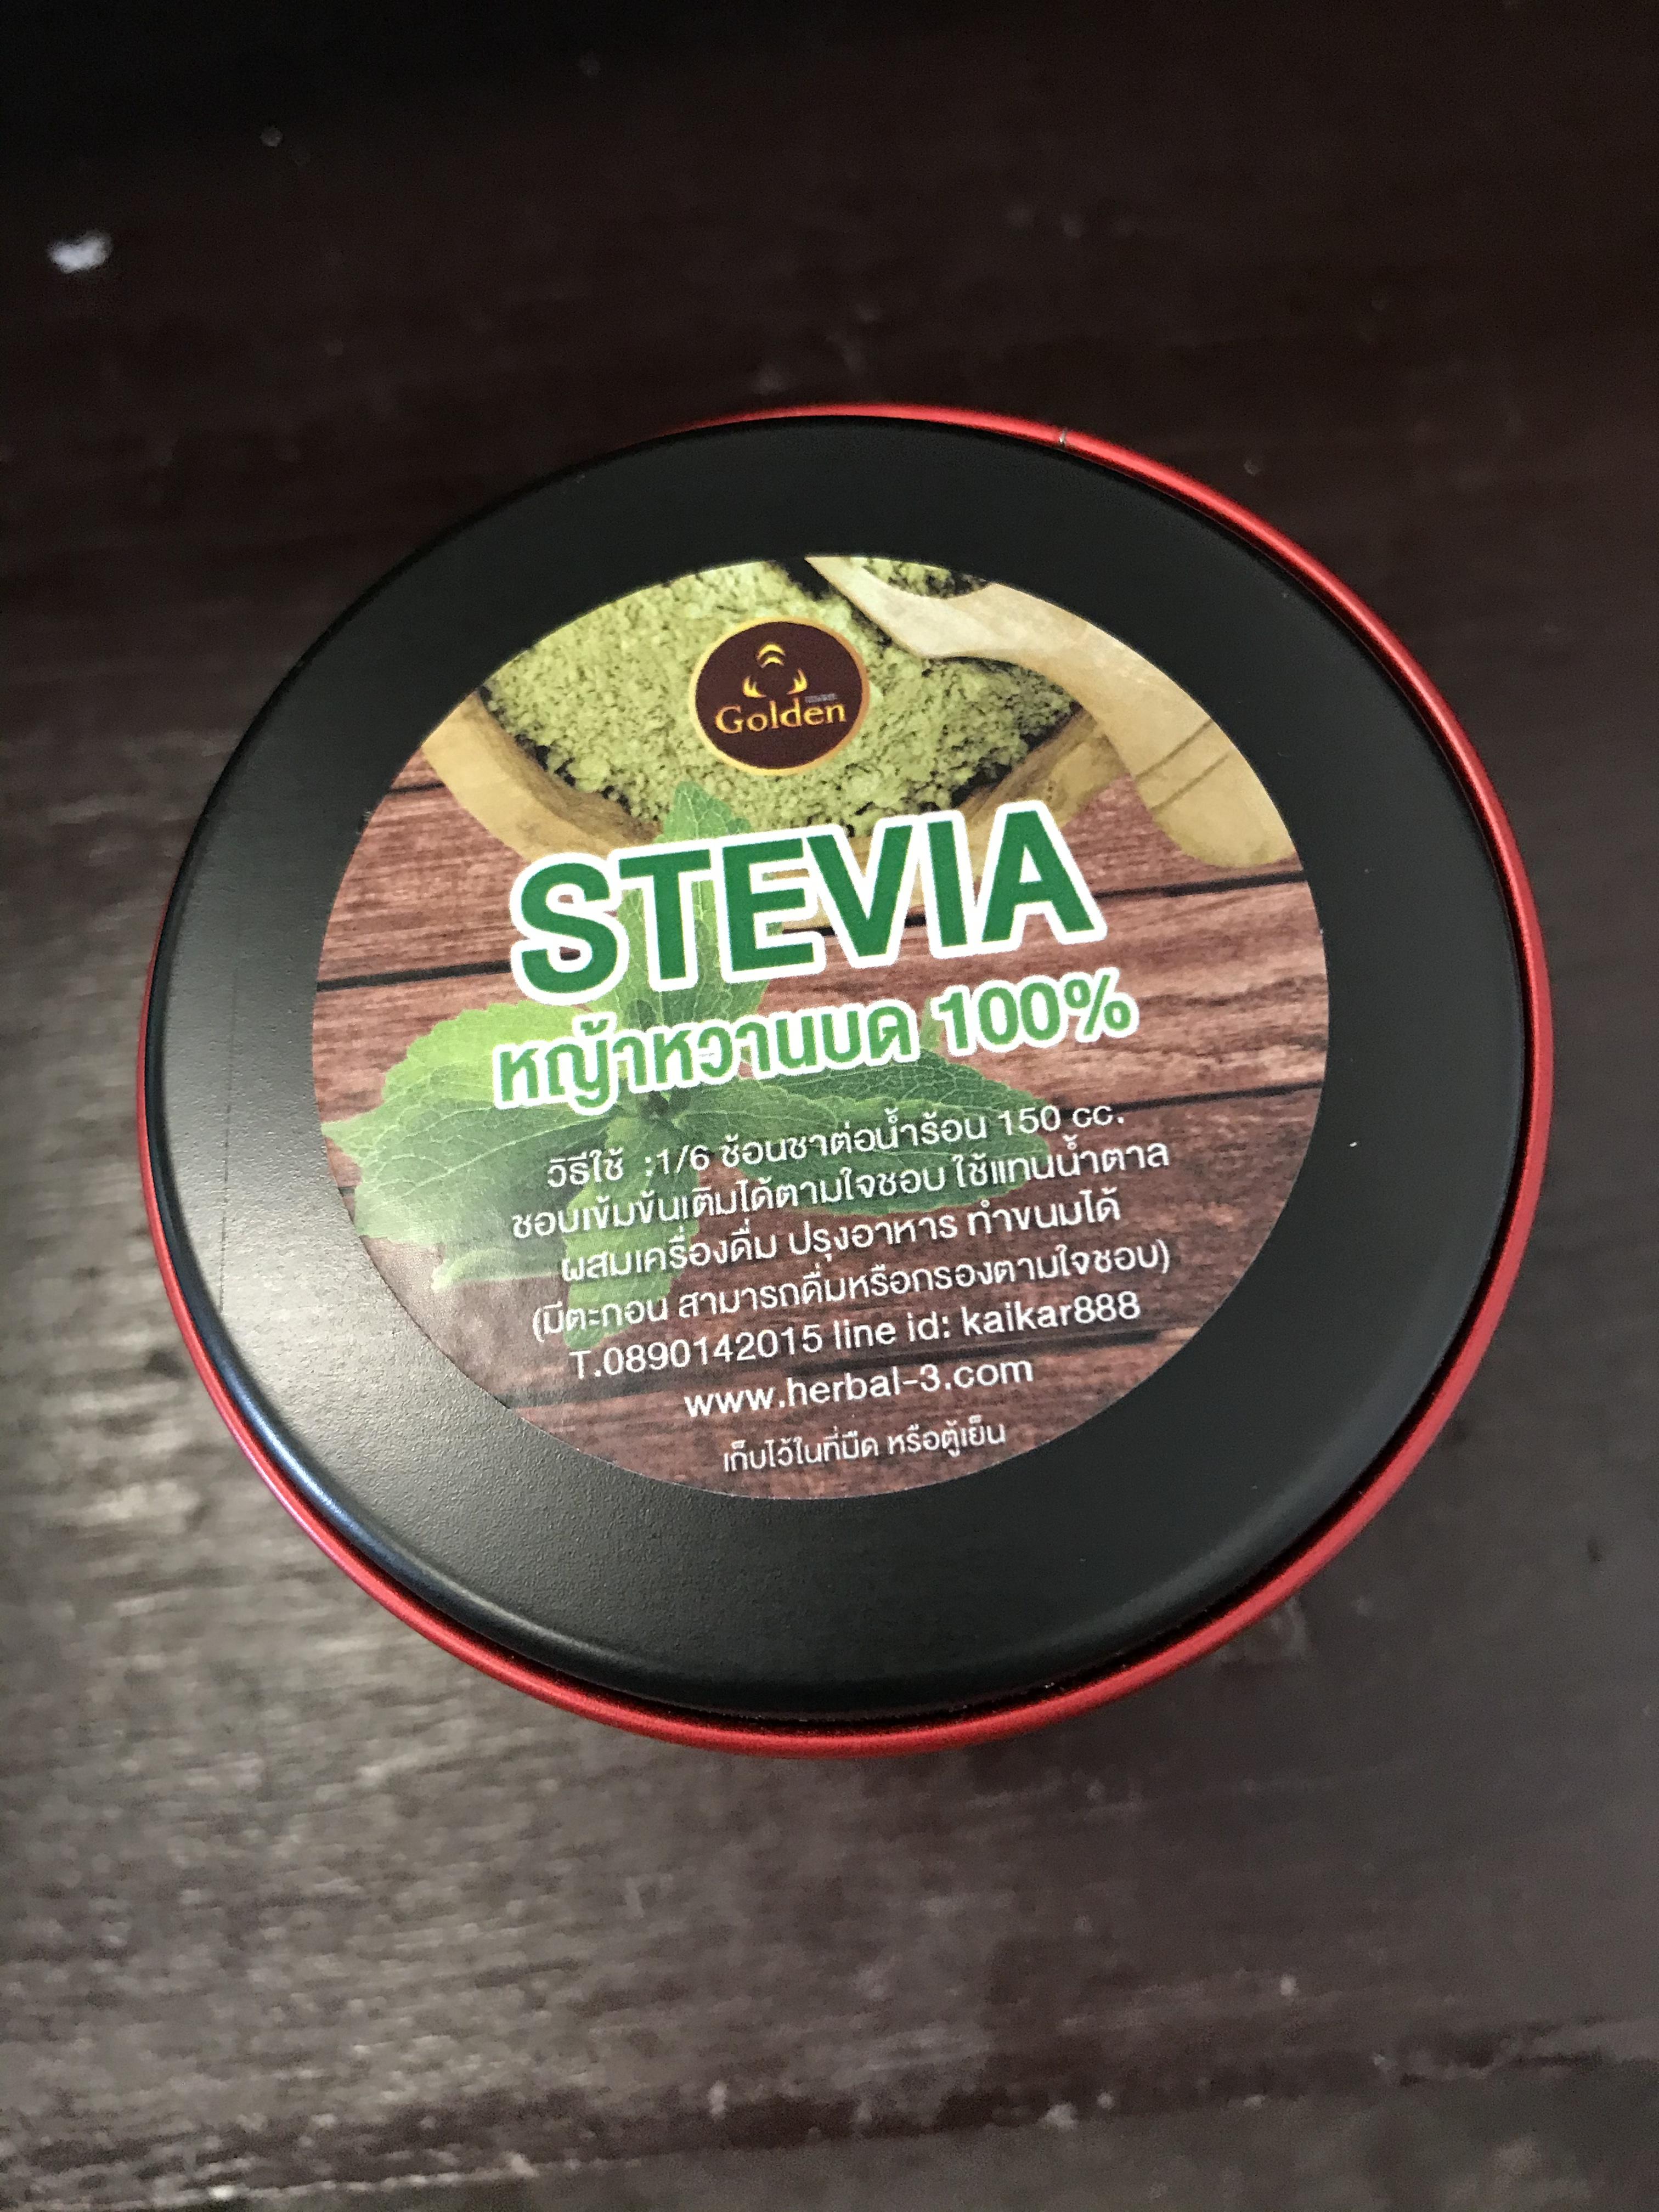 Golden
STEVIA
หญ้าหวานบด 100%
วิธีใช้ :1/6 ช้อนชาต่อน้ำร้อน 150 cc.
ชอบเข้มข้นเติมได้ตามใจชอบ ใช้แทนน้ำตาล
ผสมเครื่องดื่ม ปรุงอาหาร ทำขนมได้
(มีตะกอน สามารถดื่มหรือกรองตามใจชอบ)
T.0890142015 line id: kaikar888
www.herbal-3.com
เก็บไว้ในที่มืด หรือตู้เย็น